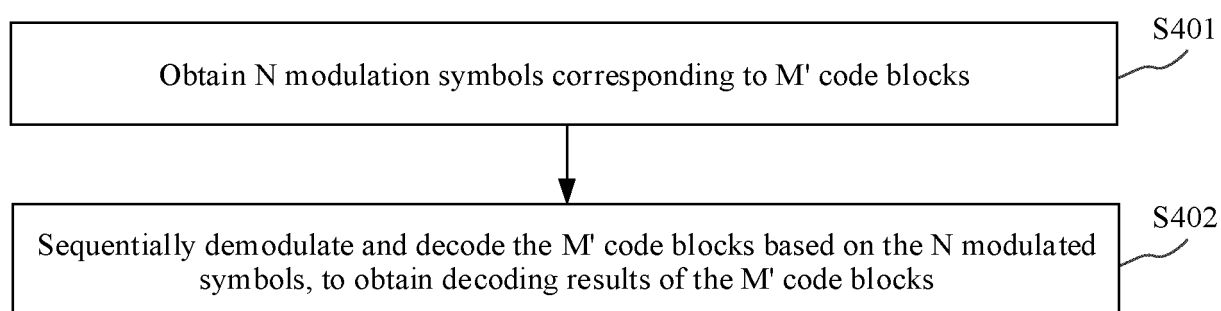 S401
Obtain N modulation symbols corresponding to M' code blocks
S402
Sequentially demodulate and decode the M' code blocks based on the N modulated
symbols, to obtain decoding results of the M' code blocks